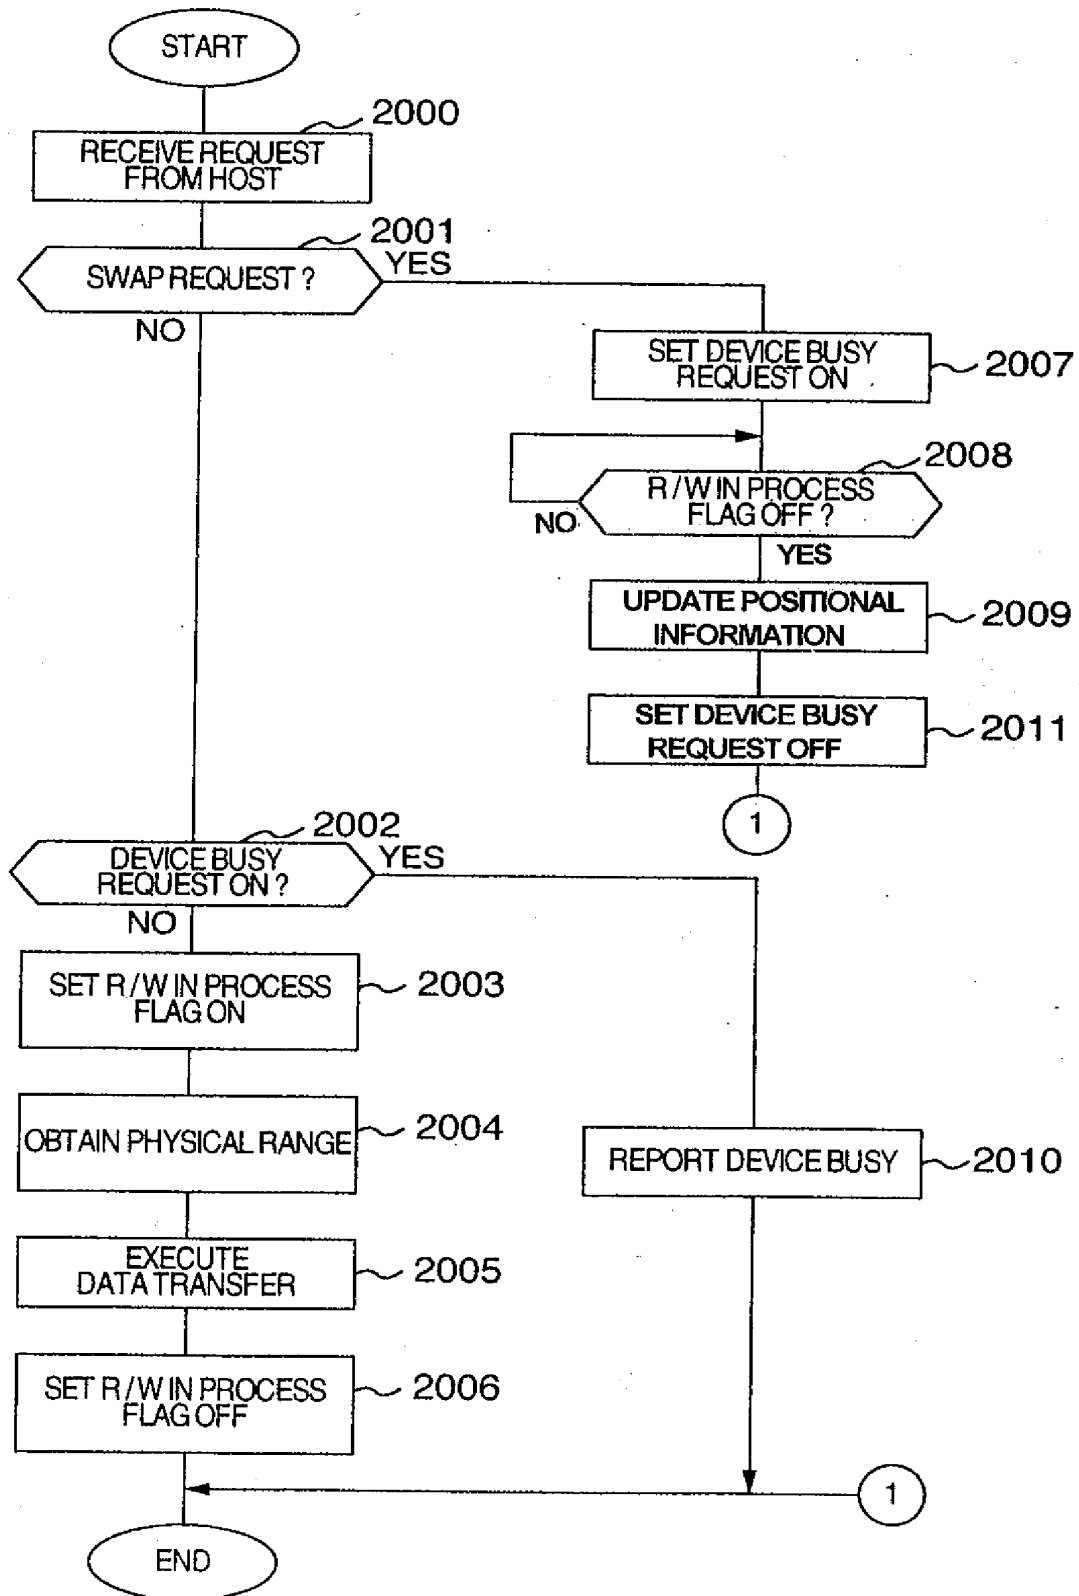 START
2000
RECEIVE REQUEST
FROM HOST
2001
SWAP REQUEST ?
YES
NO
SET DEVICE BUSY
REQUEST ON
2007
2008
R / W IN PROCESS
FLAG OFF ?
NO
YES
UPDATE POSITIONAL
INFORMATION
2009
SET DEVICE BUSY
REQUEST OFF
2011
1
2002
DEVICE BUSY
REQUEST ON ?
YES
NO
SET R / W IN PROCESS
FLAG ON
2003
OBTAIN PHYSICAL RANGE
2004
REPORT DEVICE BUSY
2010
EXECUTE
DATA TRANSFER
2005
SET R / W IN PROCESS
FLAG OFF
2006
1
END